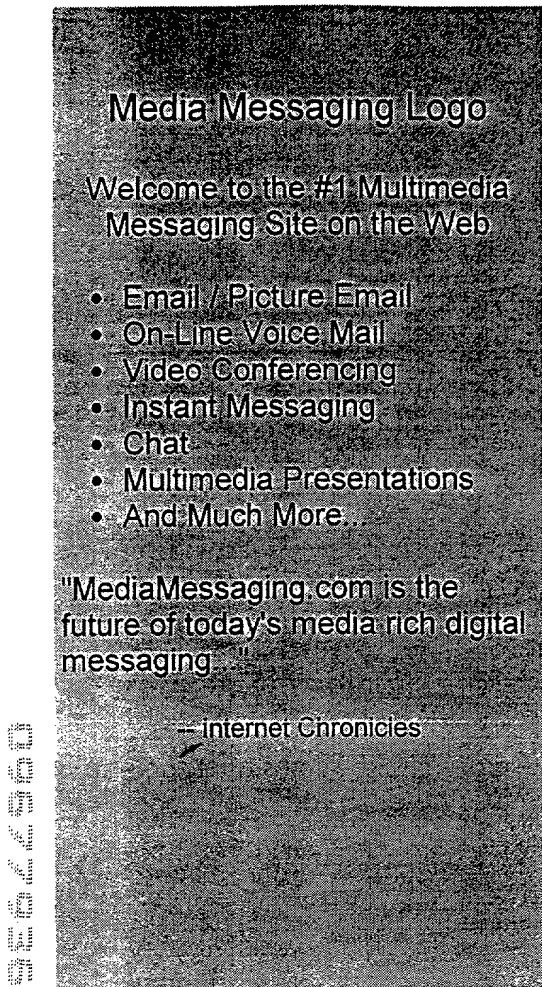 Media Messaging Logo
Welcome to the #1 Multimedia
Messaging Site on the Web
• Email / Picture Email
• On-Line Voice Mail
• Video Conferencing
• Instant Messaging
• Chat
• Multimedia Presentations
• And Much More...
"MediaMessaging.com is the
future of today's media rich digital
messaging..."
-- Internet Chronicles